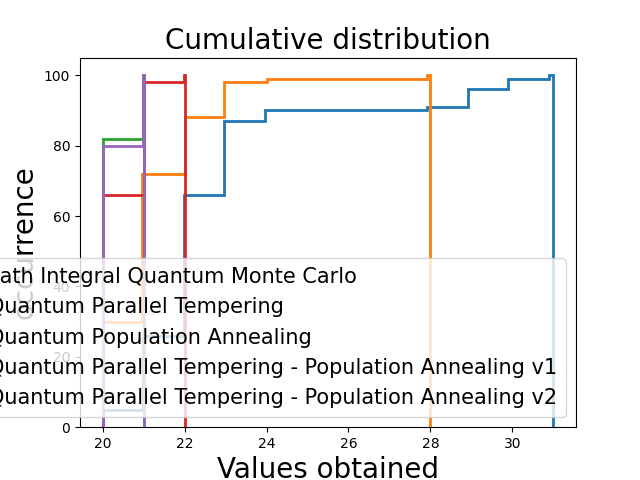 Cumulative distribution
100
80
60
40
20
0
occurrence
ath Integral Quantum Monte Carlo
Quantum Parallel Tempering
Quantum Population Annealing
Quantum Parallel Tempering - Population Annealing v1
Quantum Parallel Tempering - Population Annealing v2
20 22 24 26 28 30
Values obtained